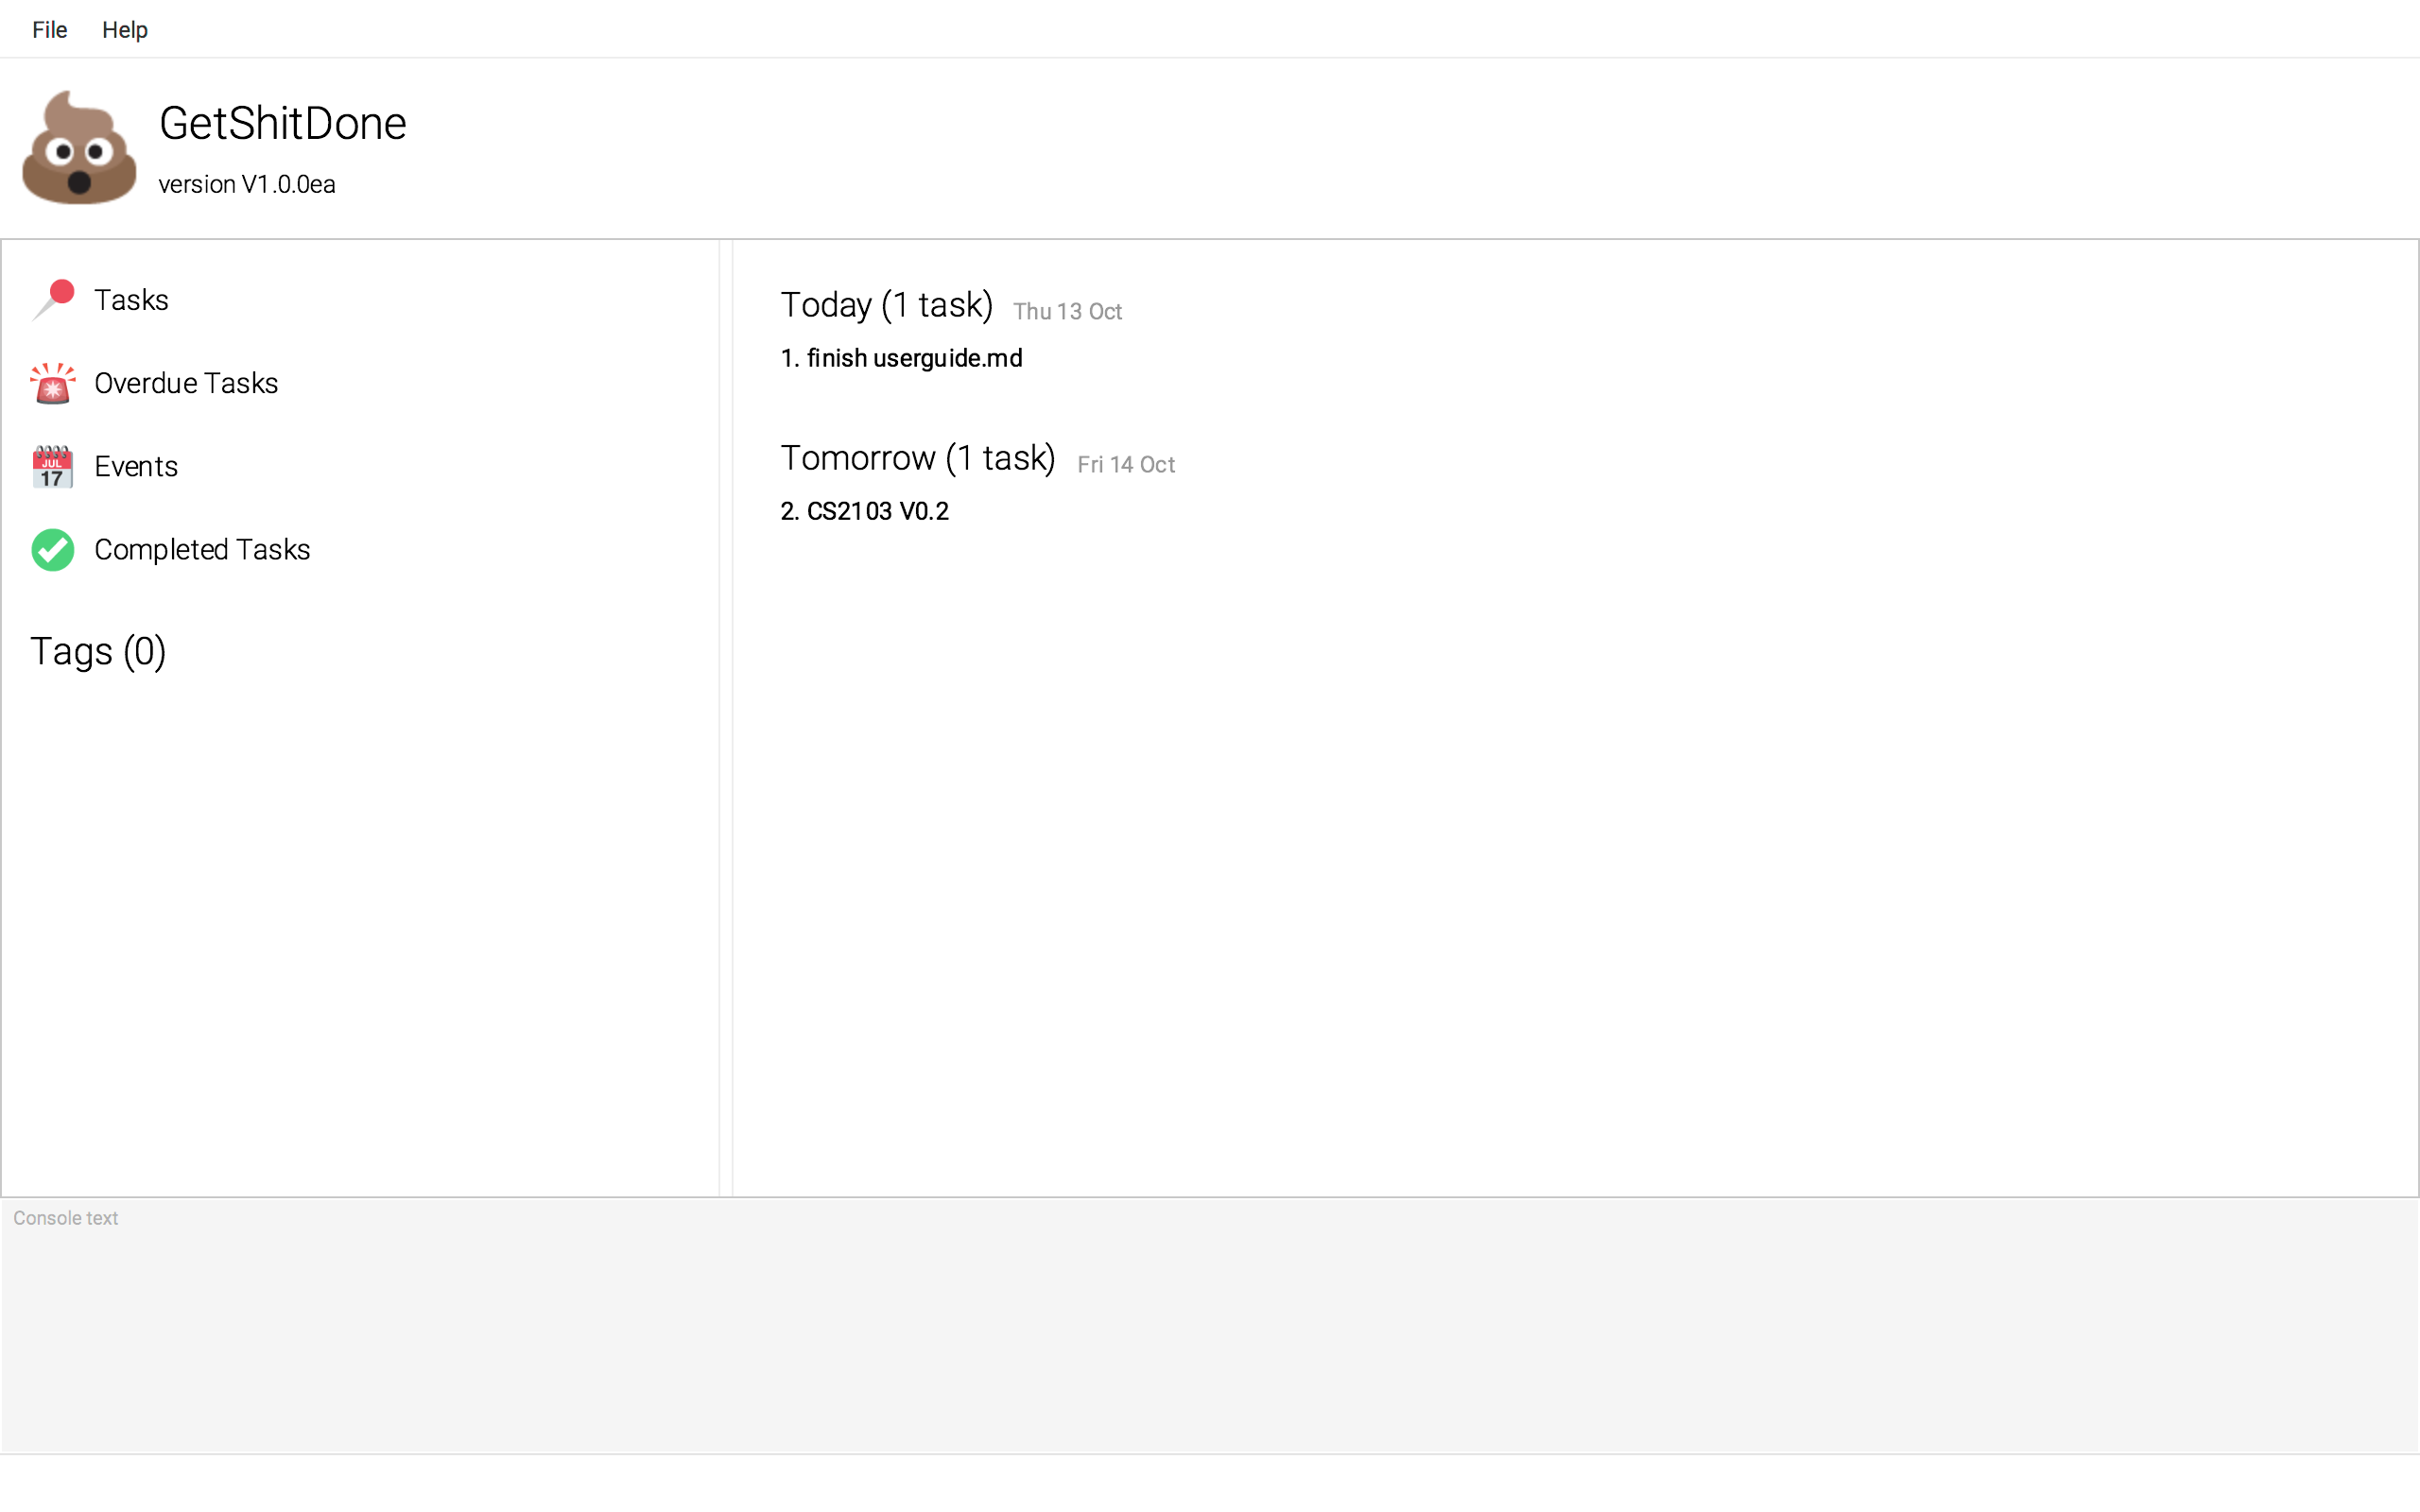 File Help
GetShitDone
version V1.0.0ea
Tasks
Overdue Tasks
JUL
17
Events
Completed Tasks
Tags (0)
Today (1 task) Thu 13 Oct
1. finish userguide.md
Tomorrow (1 task) Fri 14 Oct
2. CS2103 V0.2
Console text